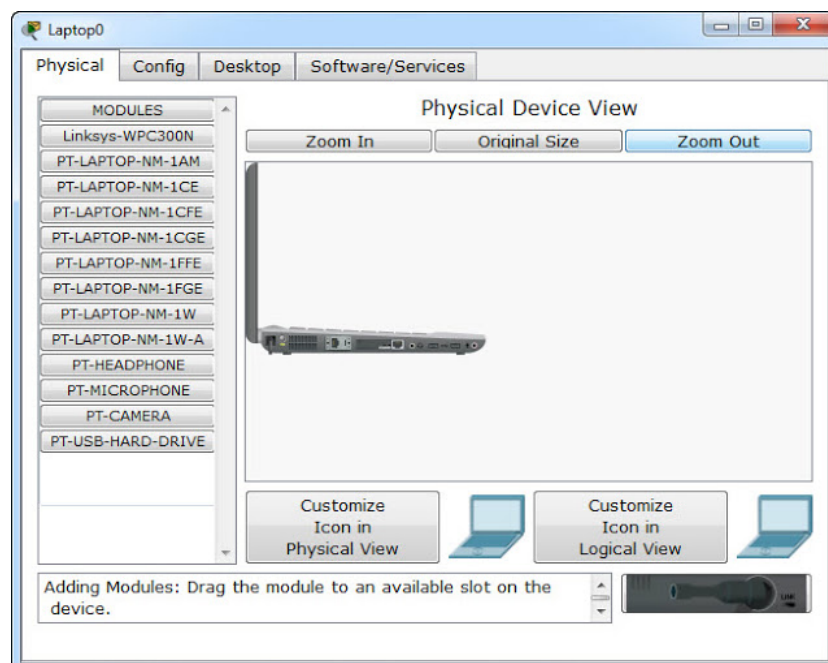 Laptop0
Physical
Config
Desktop
Software/Services
MODULES
Linksys-WPC300N
PT-LAPTOP-NM-1AM
PT-LAPTOP-NM-1CE
PT-LAPTOP-NM-1CFE
PT-LAPTOP-NM-1CGE
PT-LAPTOP-NM-1FFE
PT-LAPTOP-NM-1FGE
PT-LAPTOP-NM-1W
PT-LAPTOP-NM-1W-A
PT-HEADPHONE
PT-MICROPHONE
PT-CAMERA
PT-USB-HARD-DRIVE
Physical Device View
Zoom In
Original Size
Zoom Out
Customize
Icon in
Physical View
Customize
Icon in
Logical View
Adding Modules: Drag the module to an available slot on the
device.
LINK